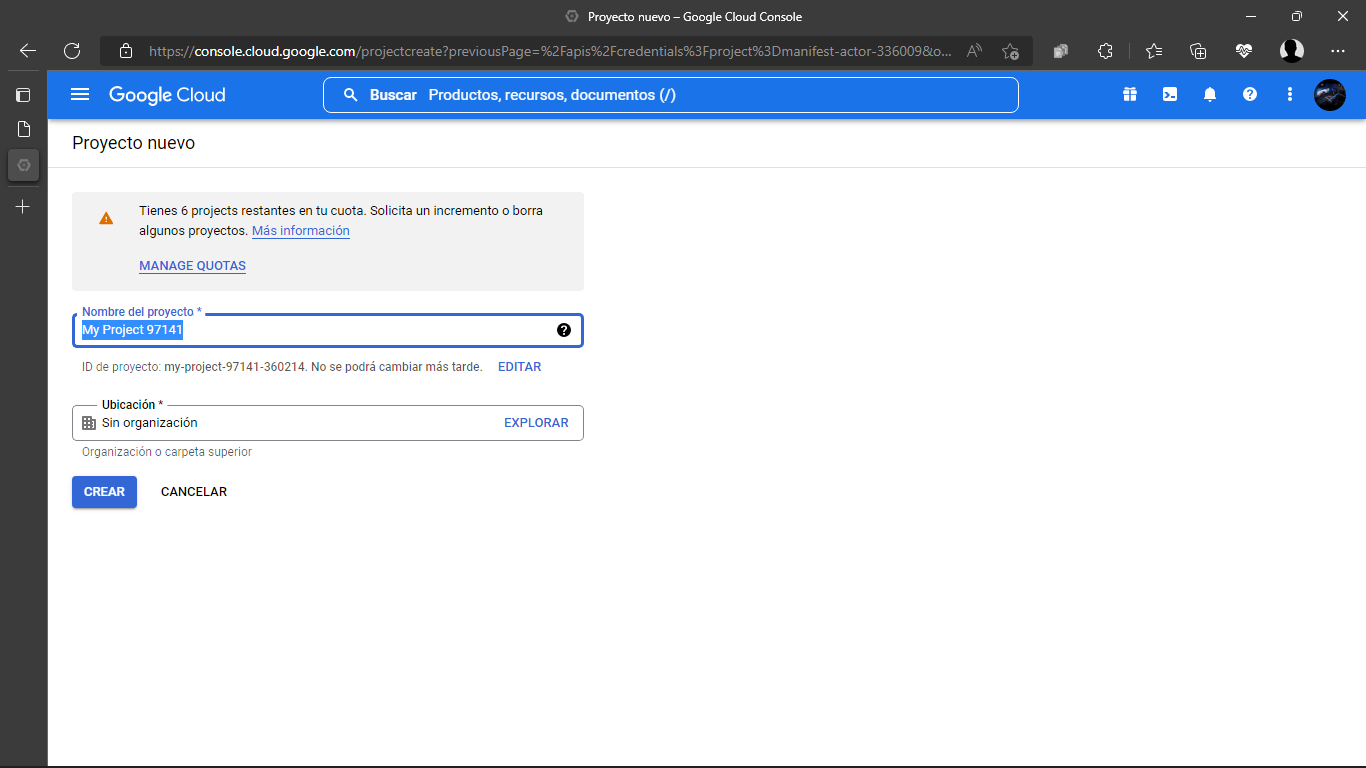 Proyecto nuevo – Google Cloud Console
https://console.cloud.google.com/projectcreate?previousPage=%2Fapis%2Fcredentials%3Fproject%3Dmanifest-actor-336009&o...
Google Cloud
Buscar Productos, recursos, documentos (/)
Proyecto nuevo
Tienes 6 projects restantes en tu cuota. Solicita un incremento o borra
algunos proyectos. Más información
MANAGE QUOTAS
Nombre del proyecto *
My Project 97141
ID de proyecto: my-project-97141-360214. No se podrá cambiar más tarde. EDITAR
Ubicación *
Sin organización EXPLORAR
Organización o carpeta superior
CREAR CANCELAR